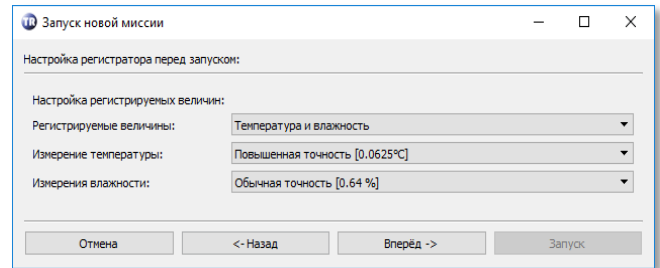 TR Запуск новой миссии
Настройка регистратора перед запуском:
Настройка регистрируемых величин:
Регистрируемые величины: Температура и влажность
Измерение температуры: Повышенная точность [0.0625°C]
Измерения влажности: Обычная точность [0.64 %]
Отмена <- Назад Вперёд -> Запуск